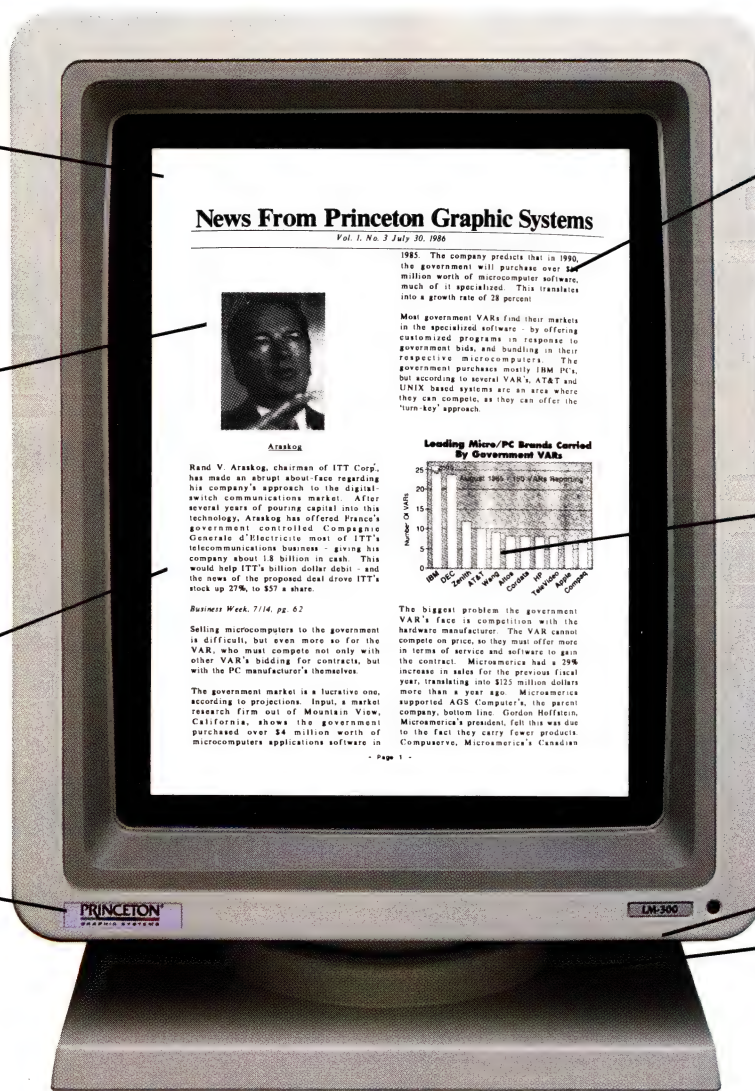 News From Princeton Graphic Systems
Vol. 1, No. 3 July 30, 1986
Araskog
Rand V. Araskog, chairman of ITT Corp.,
has made an abrupt about-face regarding
his company's approach to the digital-
switch communications market. After
several years of pouring capital into this
technology, Araskog has offered France's
government controlled Compagnie
Generale d'Electricite most of ITT's
telecommunications business - giving his
company about 1.8 billion in cash. This
would help ITT's billion dollar debit - and
the news of the proposed deal drove ITT's
stock up 27%, to $57 a share.
Business Week, 7/14, pg. 62
Selling microcomputers to the government
is difficult, but even more so for the
VAR, who must compete not only with
other VAR's bidding for contracts, but
with the PC manufacturer's themselves.
The government market is a lucrative one,
according to projections. Input, a market
research firm out of Mountain View,
California, shows the government
purchased over $4 million worth of
microcomputers applications software in
1985. The company predicts that in 1990,
the government will purchase over
million worth of microcomputer software,
much of it specialized. This translates
into a growth rate of 28 percent
Most government VARs find their markets
in the specialized software - by offering
customized programs in response to
government bids, and bundling in their
respective microcomputers. The
government purchases mostly IBM PC's,
but according to several VAR's, AT&T and
UNIX based systems are an area where
they can compete, as they can offer the
'turn-key' approach.
Leading Micro/PC Brands Carried
By Government VARs
August 1985 - 150 VARs Reporting
Number Of VARs
25
20
15
10
5
0
IBM
DEC
Zenith
AT&T
Wang
Altos
Cordata
HP
TeleVideo
Apple
Compaq
The biggest problem the government
VAR's face is competition with the
hardware manufacturer. The VAR cannot
compete on price, so they must offer more
in terms of service and software to gain
the contract. Microamerica had a 29%
increase in sales for the previous fiscal
year, translating into $125 million dollars
more than a year ago. Microamerica
supported AGS Computer's, the parent
company, bottom line. Gordon Hoffstein,
Microamerica's president, felt this was due
to the fact they carry fewer products.
Compuserve, Microamerica's Canadian
- Page 1 -
PRINCETON
GRAPHIC SYSTEMS
LM-300